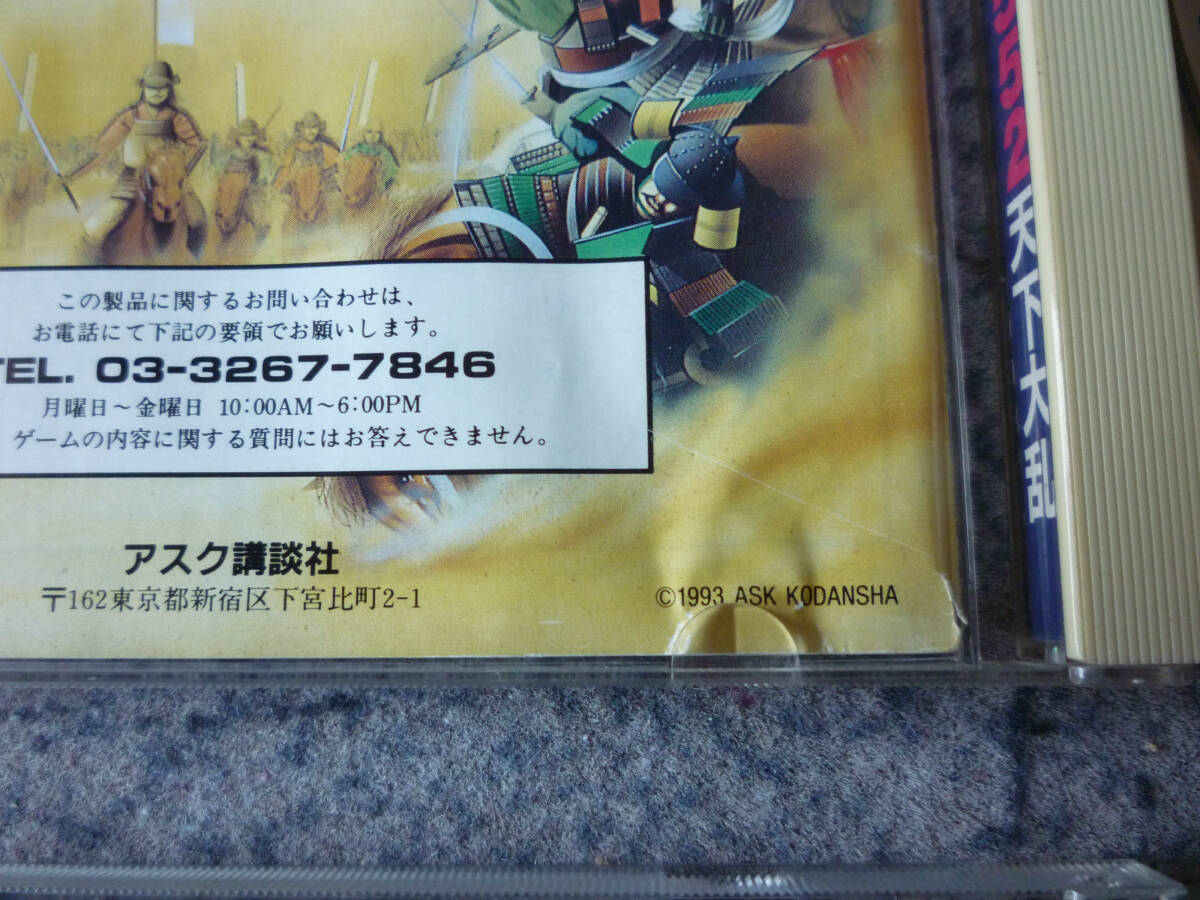 この製品に関するお問い合わせは、
お電話にて下記の要領でお願いします。
TEL. 03-3267-7846
月曜日～金曜日 10:00AM～6:00PM
ゲームの内容に関する質問にはお答えできません。
アスク講談社
〒162東京都新宿区下宮比町2-1
©1993 ASK KODANSHA
1552天下大乱